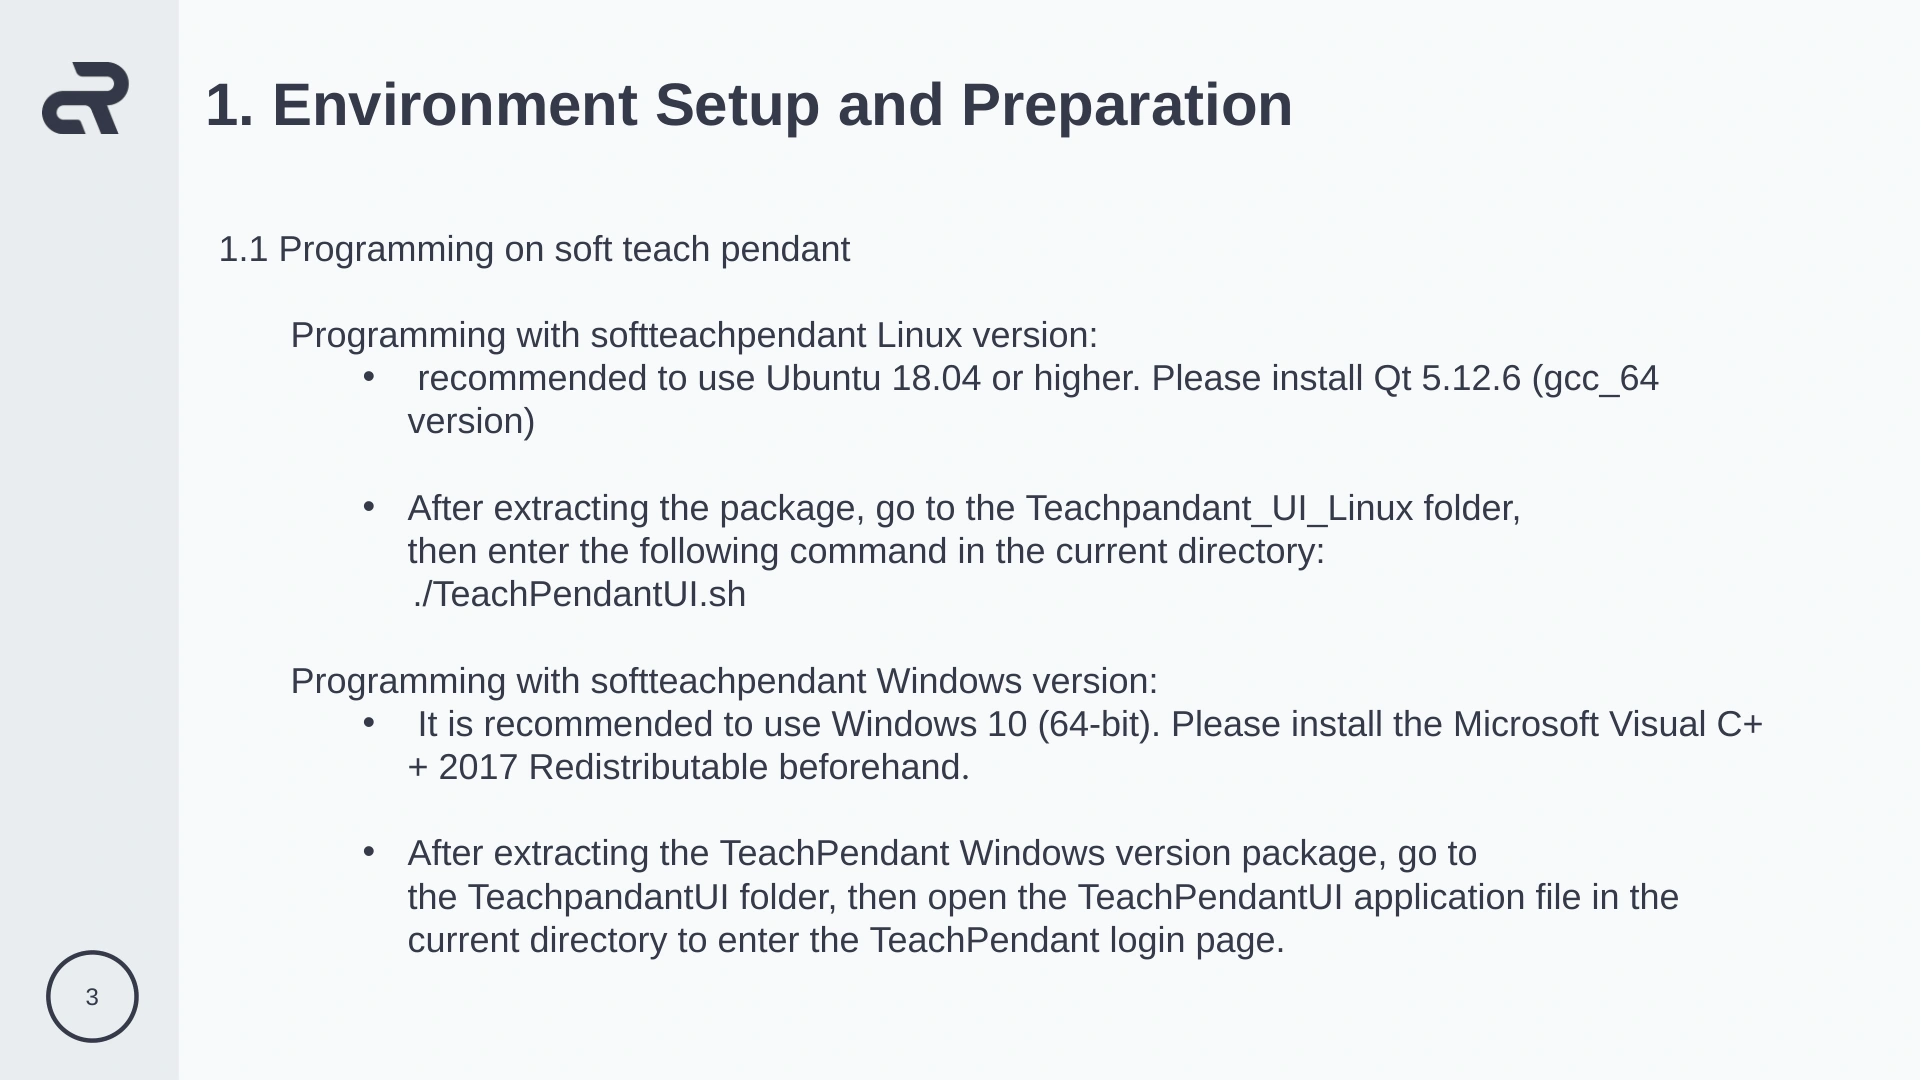 1. Environment Setup and Preparation
1.1 Programming on soft teach pendant
Programming with softteachpendant Linux version:
• recommended to use Ubuntu 18.04 or higher. Please install Qt 5.12.6 (gcc_64
version)
• After extracting the package, go to the Teachpandant_UI_Linux folder,
then enter the following command in the current directory:
./TeachPendantUI.sh
Programming with softteachpendant Windows version:
• It is recommended to use Windows 10 (64-bit). Please install the Microsoft Visual C+
+ 2017 Redistributable beforehand.
• After extracting the TeachPendant Windows version package, go to
the TeachpandantUI folder, then open the TeachPendantUI application file in the
current directory to enter the TeachPendant login page.
3